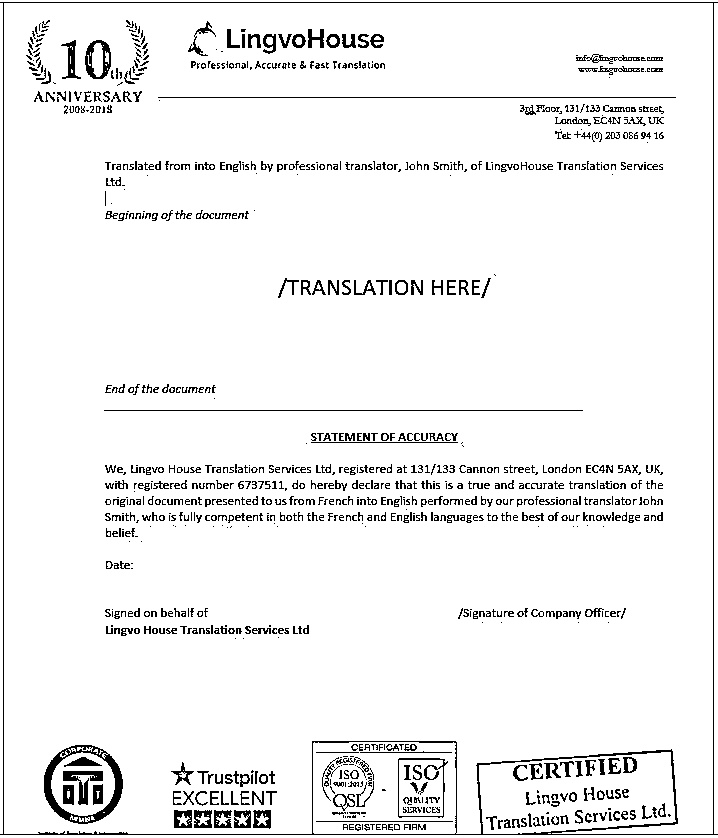 10th
ANNIVERSARY
2008-2018
LingvoHouse
Professional, Accurate & Fast Translation
info@lingvohouse.com
www.lingvohouse.com
3rd Floor, 131/133 Cannon street,
London, EC4N 5AX, UK
Tel: +44(0) 203 086 94 16
Translated from into English by professional translator, John Smith, of LingvoHouse Translation Services
Ltd.
Beginning of the document
/TRANSLATION HERE/
End of the document
STATEMENT OF ACCURACY
We, Lingvo House Translation Services Ltd, registered at 131/133 Cannon street, London EC4N 5AX, UK,
with registered number 6737511, do hereby declare that this is a true and accurate translation of the
original document presented to us from French into English performed by our professional translator John
Smith, who is fully competent in both the French and English languages to the best of our knowledge and
belief.
Date:
Signed on behalf of
/Signature of Company Officer/
Lingvo House Translation Services Ltd
CORPORATE
Trustpilot
EXCELLENT
CERTIFICATED
QUALITY REGISTERED FIRM
ISO
9001:2015
QSL
ISO
QUALITY
SERVICES
REGISTERED FIRM
CERTIFIED
Lingvo House
Translation Services Ltd.